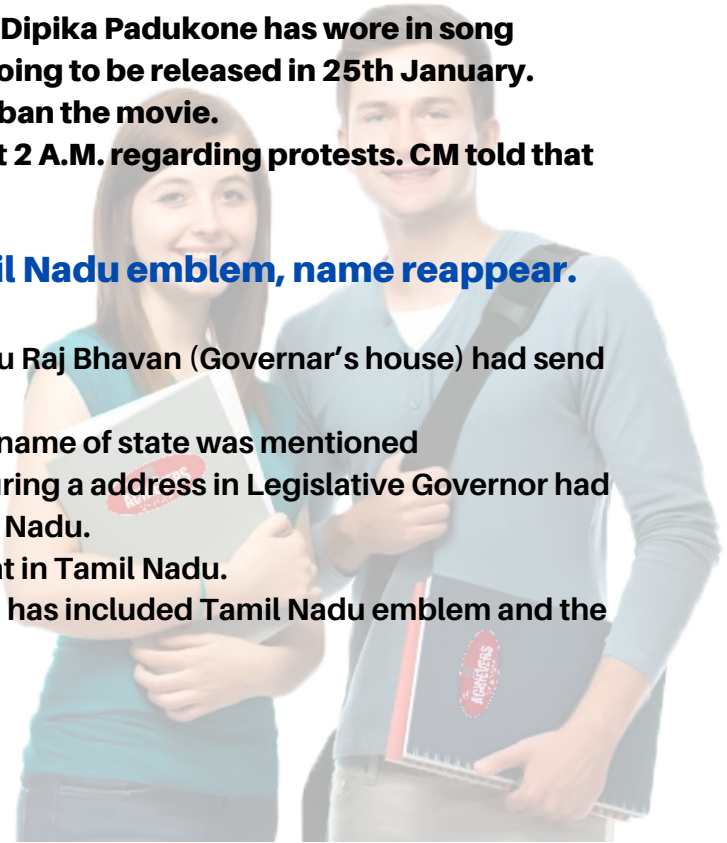 Dipika Padukone has wore in song
oing to be released in 25th January.
ban the movie.
t 2 A.M. regarding protests. CM told that
il Nadu emblem, name reappear.
u Raj Bhavan (Governar’s house) had send
name of state was mentioned
uring a address in Legislative Governor had
Nadu.
nt in Tamil Nadu.
has included Tamil Nadu emblem and the
ACHIEVERS
ACHIEVERS